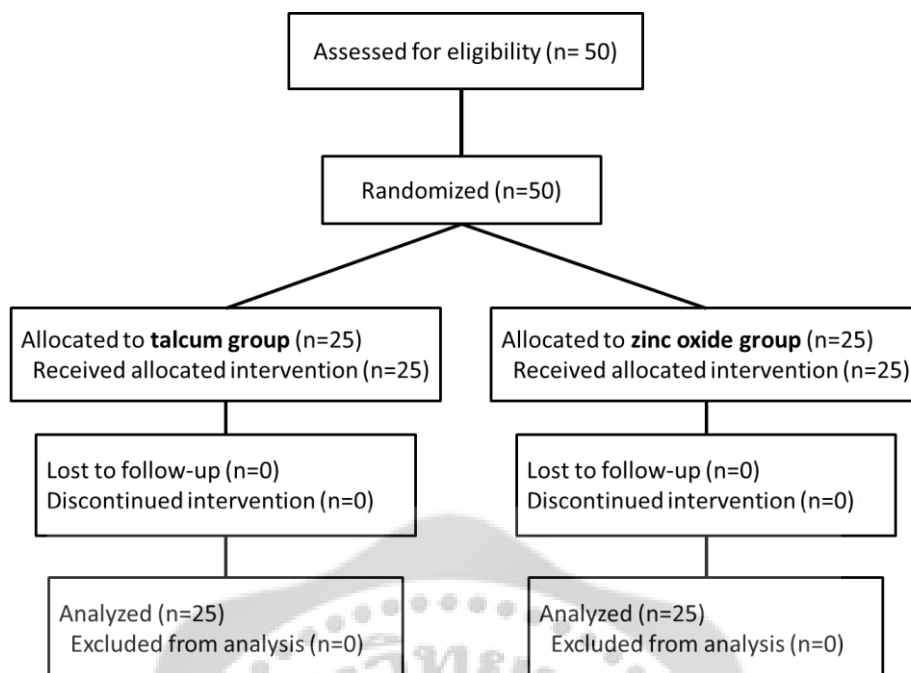 Assessed for eligibility (n= 50)
Randomized (n=50)
Allocated to talcum group (n=25)
Received allocated intervention (n=25)
Allocated to zinc oxide group (n=25)
Received allocated intervention (n=25)
Lost to follow-up (n=0)
Discontinued intervention (n=0)
Lost to follow-up (n=0)
Discontinued intervention (n=0)
Analyzed (n=25)
Excluded from analysis (n=0)
Analyzed (n=25)
Excluded from analysis (n=0)